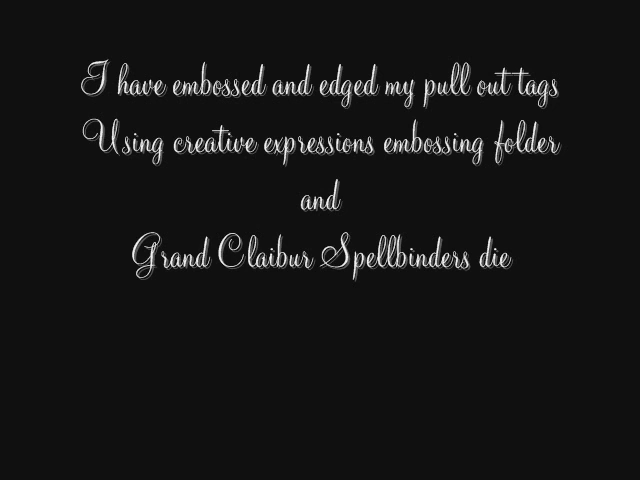 I have embossed and edged my pull out tags
Using creative expressions embossing folder
and
Grand Claibur Spellbinders die